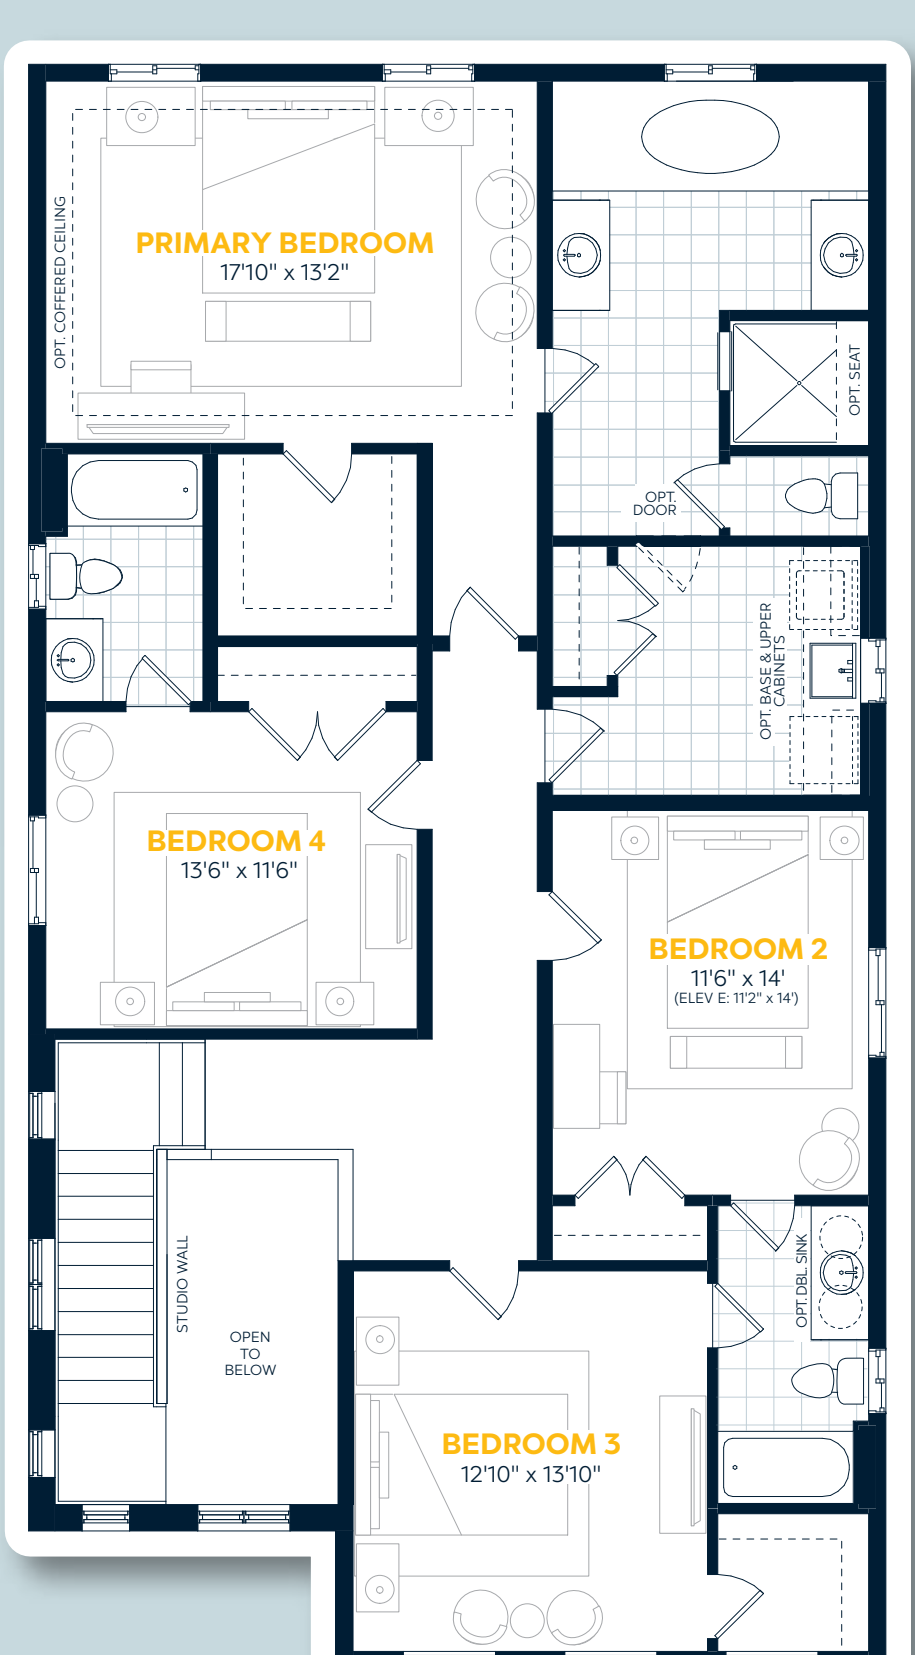 OPT. COFFERED CEILING
PRIMARY BEDROOM
17'10" x 13'2"
OPT. SEAT
OPT.
DOOR
OPT. BASE & UPPER
CABINETS
BEDROOM 4
13'6" x 11'6"
BEDROOM 2
11'6" x 14'
(ELEV E: 11'2" x 14')
STUDIO WALL
OPEN
TO
BELOW
OPT. DBL. SINK
BEDROOM 3
12'10" x 13'10"